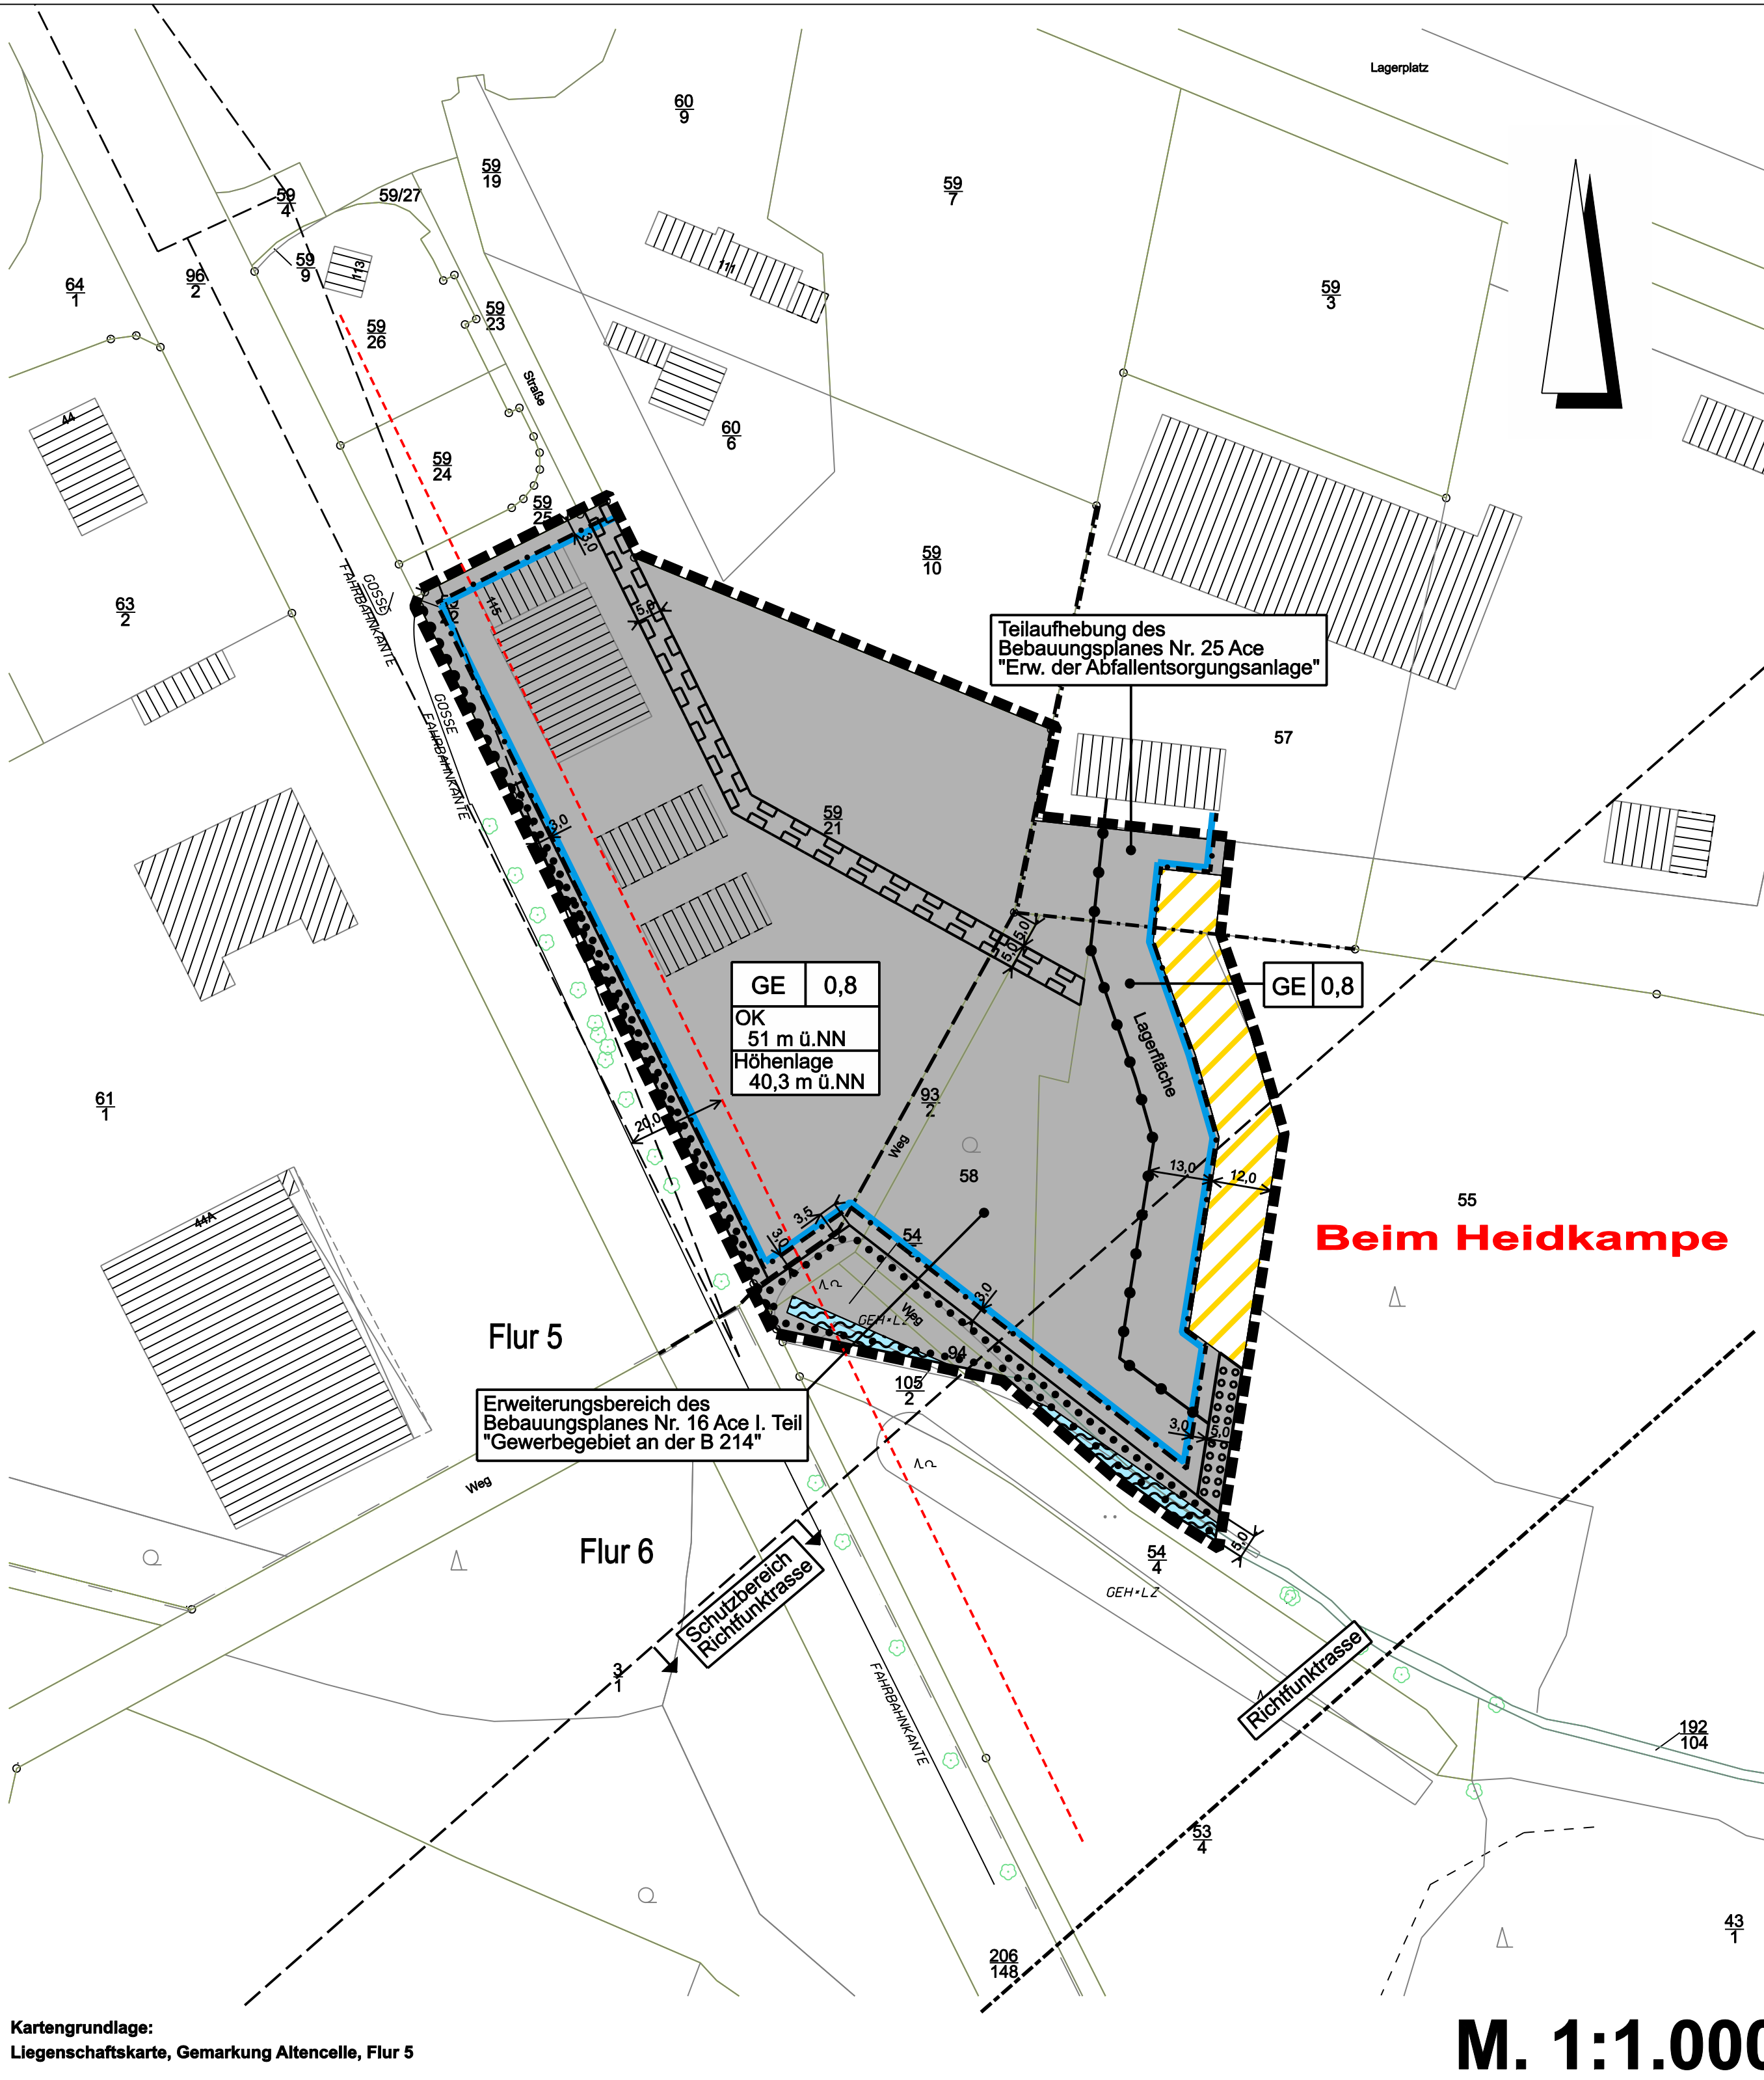 Lagerplatz
60
9
59
19
59/27
59
4
59
7
59
9
113
111
64
1
96
2
59
3
59
26
59
23
Straße
44
60
6
59
24
59
25
3,0
59
10
GOSSE
FAHRBAHNKANTE
63
2
115
5,0
Teilaufhebung des
Bebauungsplanes Nr. 25 Ace
"Erw. der Abfallentsorgungsanlage"
GOSSE
FAHRBAHNKANTE
57
59
21
3,0
5,0
5,0
GE 0,8
OK
51 m ü.NN
Höhenlage
40,3 m ü.NN
GE 0,8
Lagerfläche
61
1
93
2
20,0
Weg
58
13,0
12,0
55
Beim Heidkampe
44A
3,5
3,0
54
3,0
Weg
GEH+LZ
Flur 5
94
105
2
Erweiterungsbereich des
Bebauungsplanes Nr. 16 Ace I. Teil
"Gewerbegebiet an der B 214"
3,0
5,0
Weg
5,0
Flur 6
Schutzbereich
Richtfunktrasse
54
4
GEH+LZ
3
1
Richtfunktrasse
FAHRBAHNKANTE
192
104
53
4
43
1
206
148
Kartengrundlage:
Liegenschaftskarte, Gemarkung Altencelle, Flur 5
M. 1:1.000